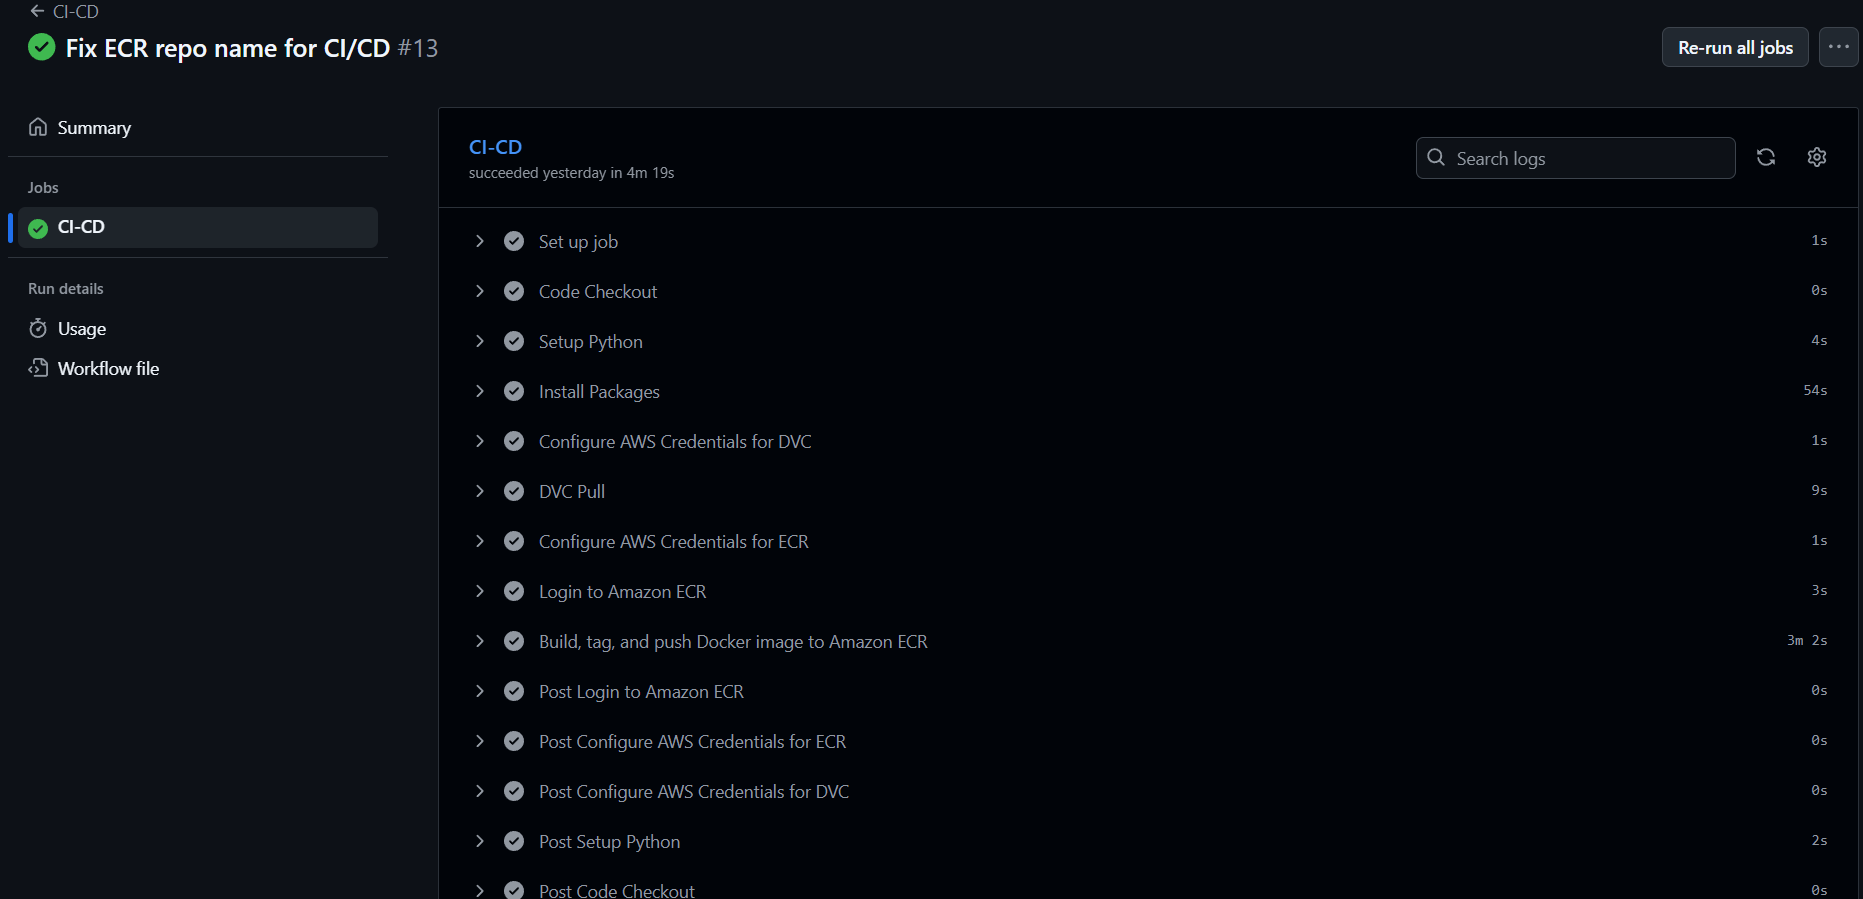 CI-CD
Fix ECR repo name for CI/CD #13
Re-run all jobs
Summary
Jobs
CI-CD
Run details
Usage
Workflow file
CI-CD
succeeded yesterday in 4m 19s
Search logs
Set up job 1s
Code Checkout 0s
Setup Python 4s
Install Packages 54s
Configure AWS Credentials for DVC 1s
DVC Pull 9s
Configure AWS Credentials for ECR 1s
Login to Amazon ECR 3s
Build, tag, and push Docker image to Amazon ECR 3m 2s
Post Login to Amazon ECR 0s
Post Configure AWS Credentials for ECR 0s
Post Configure AWS Credentials for DVC 0s
Post Setup Python 2s
Post Code Checkout 0s